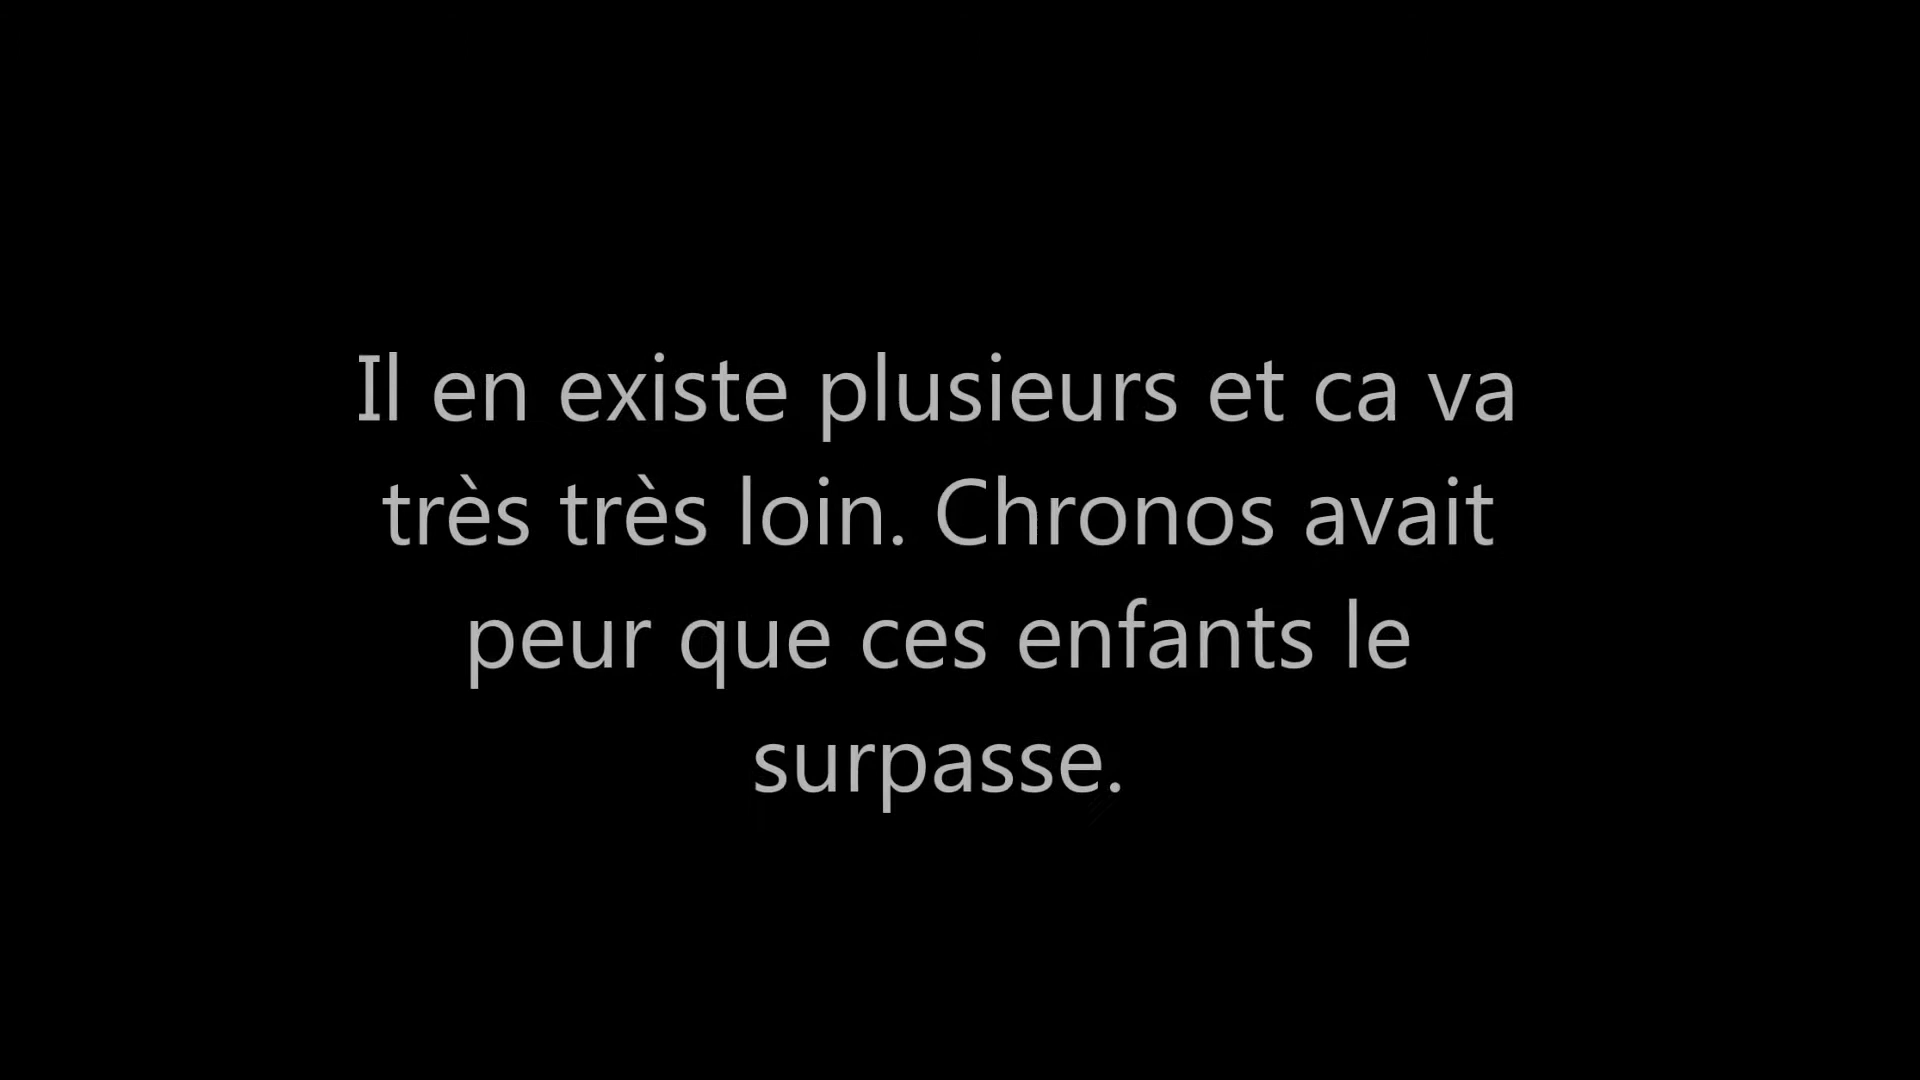 Il en existe plusieurs et ca va
très très loin. Chronos avait
peur que ces enfants le
surpasse.